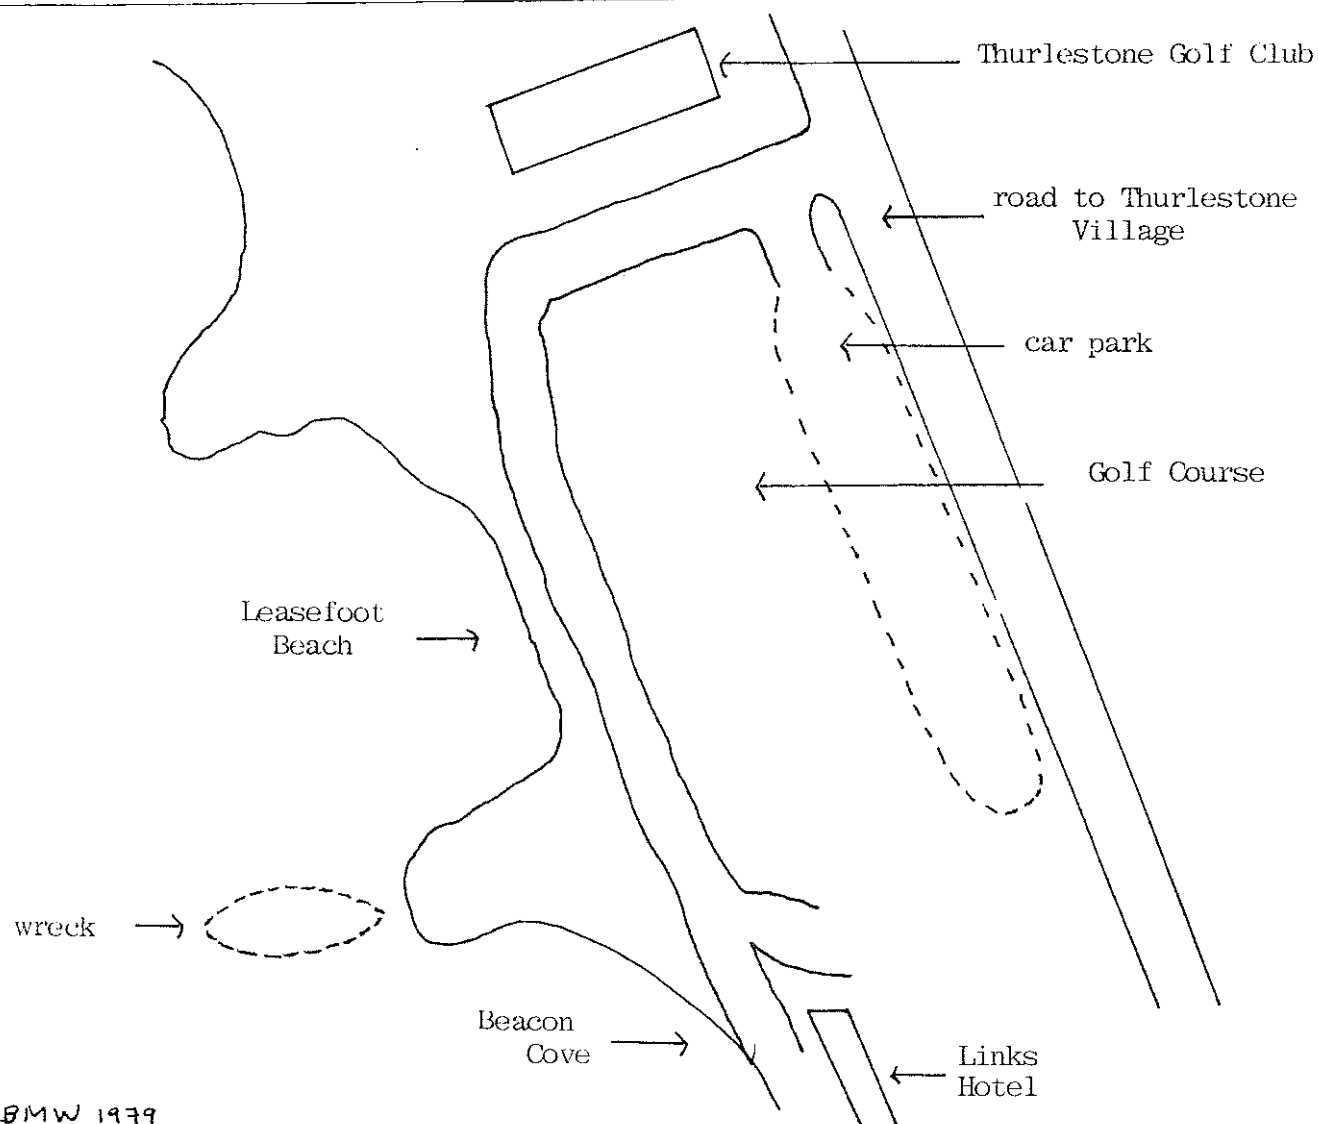 Thurlestone Golf Club
road to Thurlestone
Village
car park
Golf Course
Leasefoot
Beach
wreck
Beacon
Cove
Links
Hotel
BMW 1979